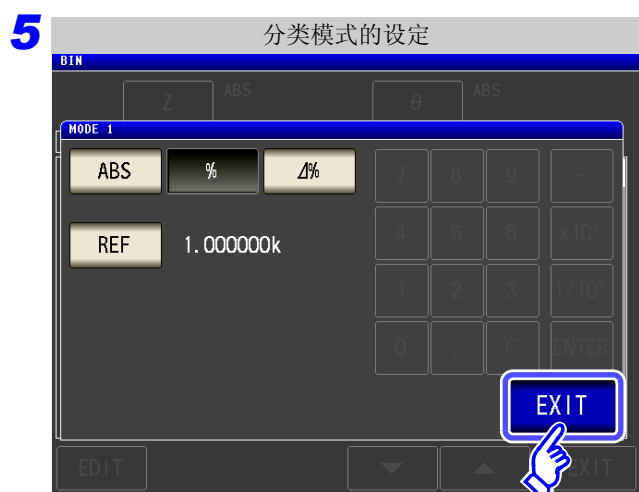 5 分类模式的设定
BIN
Z ABS θ ABS
MODE 1
ABS % Δ% 7 8 9 −
REF 1.000000k 4 5 6 x10³
1 2 3 1/10³
0 . C ENTER
EXIT
EDIT EXIT